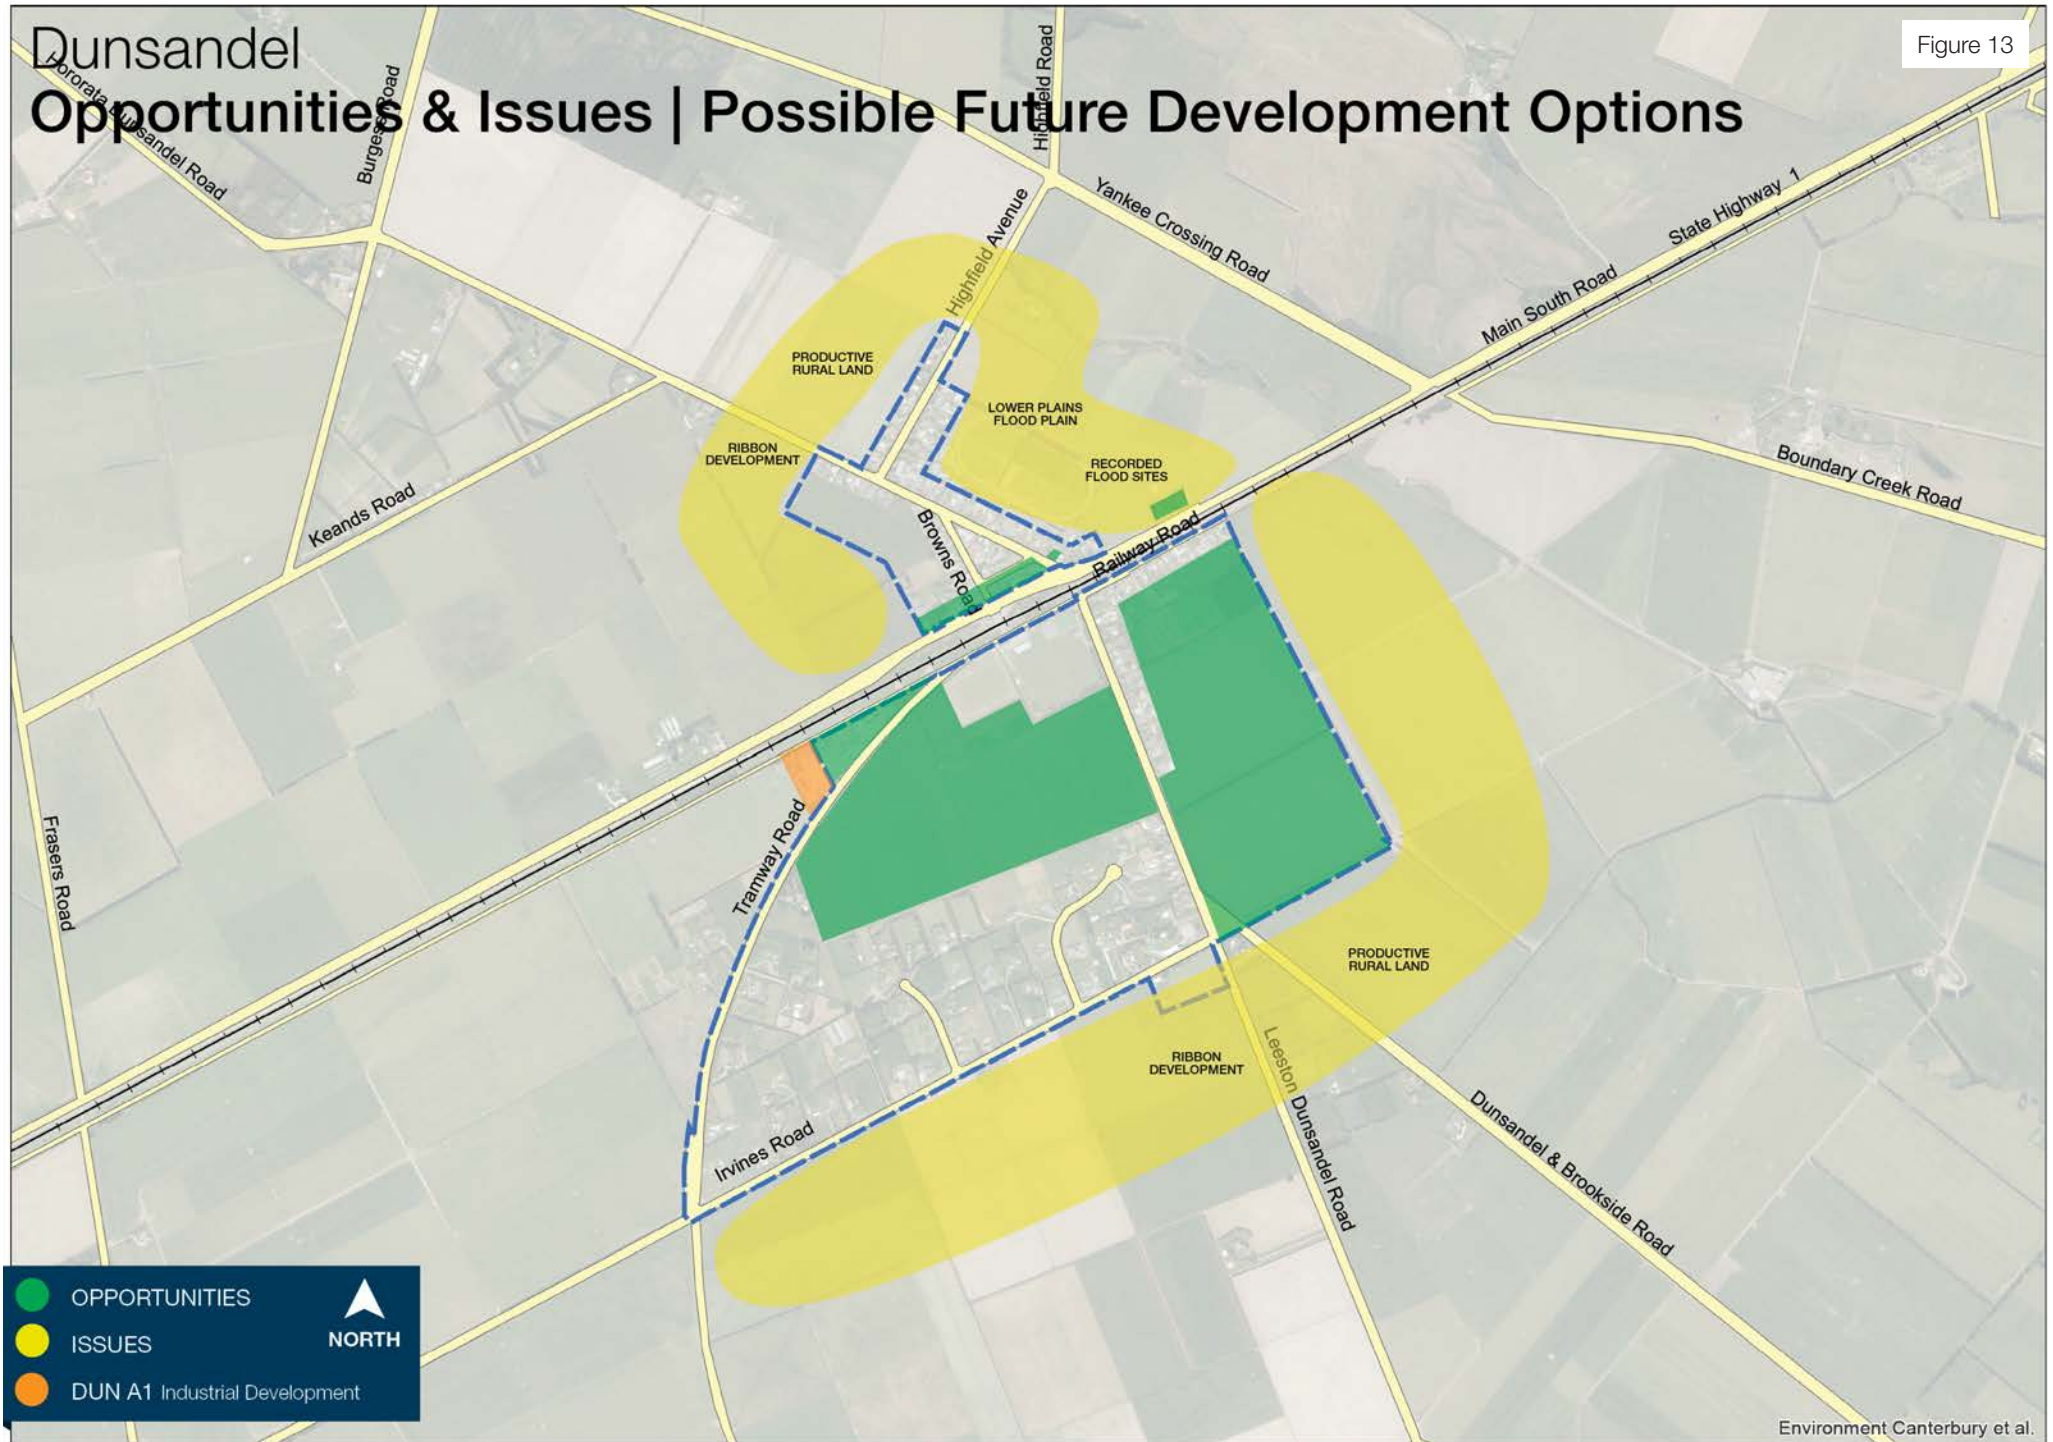 Dunsandel
Figure 13
Opportunities & Issues | Possible Future Development Options
Hororata Dunsandel Road
Burgess Road
Highfield Road
Highfield Avenue
Yankee Crossing Road
State Highway 1
Main South Road
PRODUCTIVE
RURAL LAND
LOWER PLAINS
FLOOD PLAIN
RIBBON
DEVELOPMENT
RECORDED
FLOOD SITES
Boundary Creek Road
Keands Road
Browns Road
Railway Road
Frasers Road
Tramway Road
PRODUCTIVE
RURAL LAND
RIBBON
DEVELOPMENT
Leeston Dunsandel Road
Dunsandel & Brookside Road
Irvines Road
OPPORTUNITIES
ISSUES
NORTH
DUN A1 Industrial Development
Environment Canterbury et al.